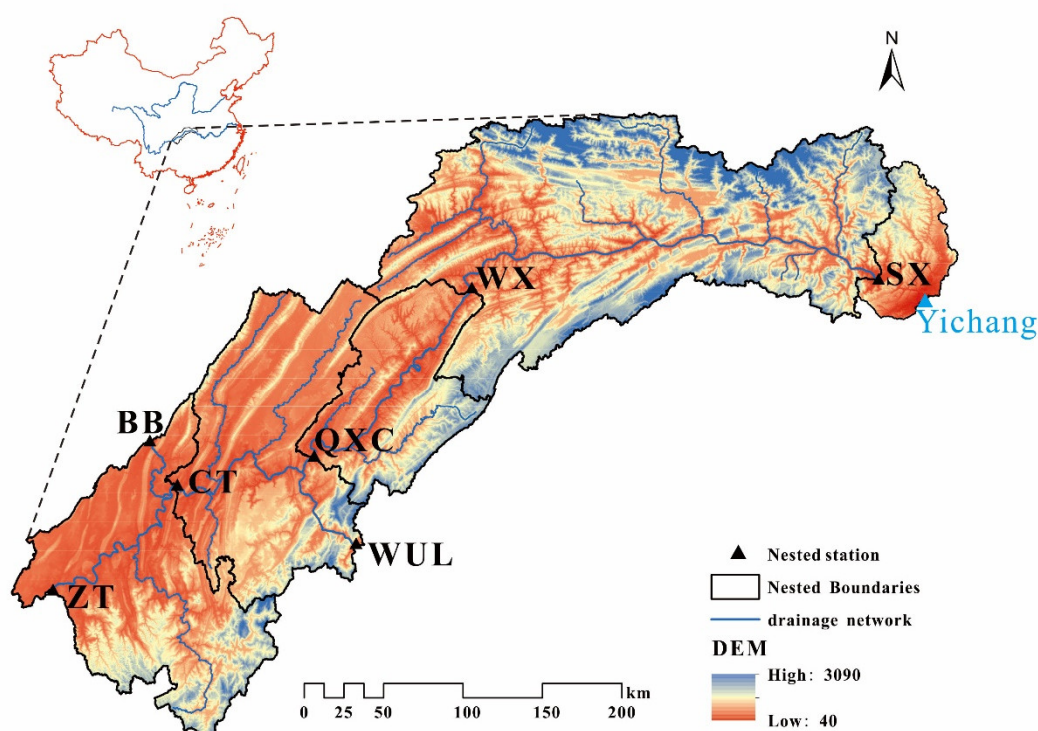 N
WX
SX
Yichang
BB
QXC
CT
WUL
ZT
Nested station
Nested Boundaries
drainage network
DEM
High: 3090
Low: 40
km
0 25 50 100 150 200